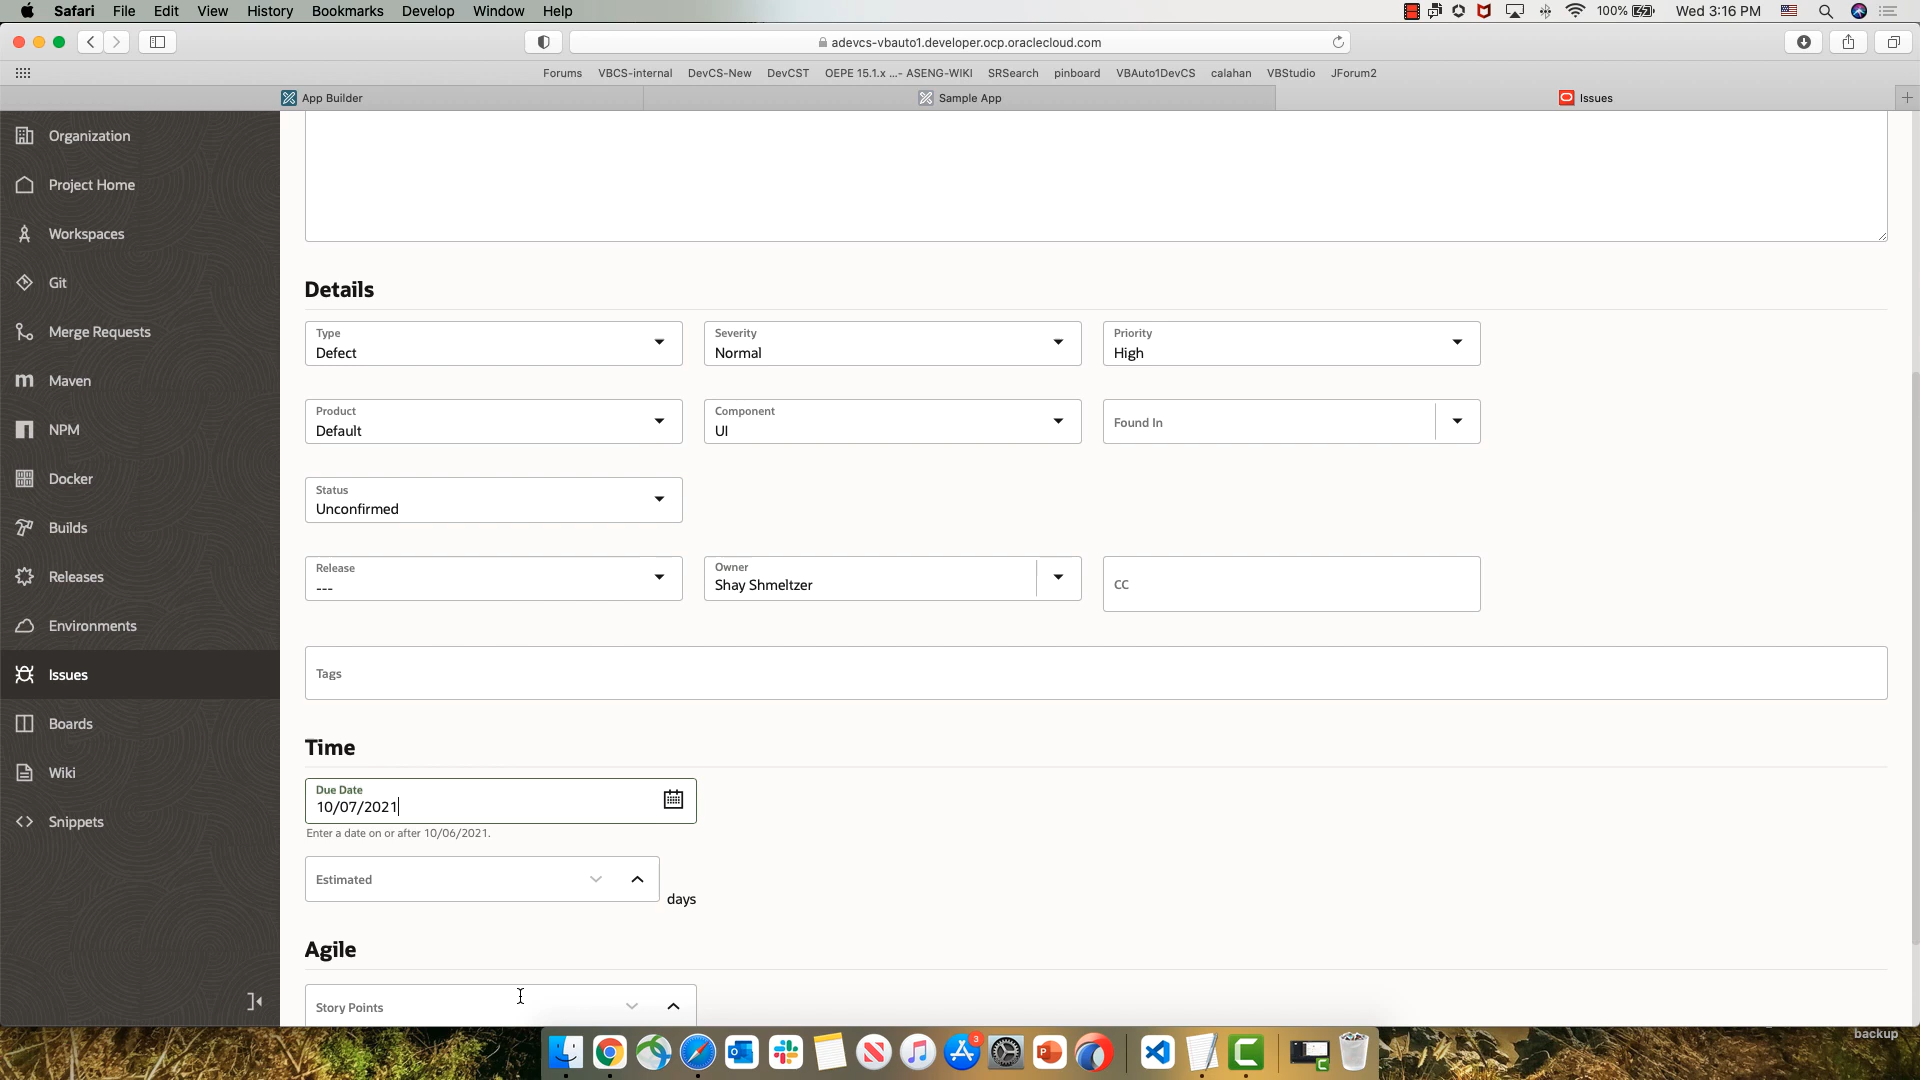 Safari File Edit View History Bookmarks Develop Window Help 100% Wed 3:16 PM
adevcs-vbauto1.developer.ocp.oraclecloud.com
Forums VBCS-internal DevCS-New DevCST OEPE 15.1.x ...- ASENG-WIKI SRSearch pinboard VBAuto1DevCS calahan VBStudio JForum2
App Builder Sample App Issues
Organization
Project Home
Workspaces
Git
Merge Requests
Maven
NPM
Docker
Builds
Releases
Environments
Issues
Boards
Wiki
Snippets
Details
Type
Defect
Severity
Normal
Priority
High
Product
Default
Component
UI
Found In
Status
Unconfirmed
Release
---
Owner
Shay Shmeltzer
CC
Tags
Time
Due Date
10/07/2021
Enter a date on or after 10/06/2021.
Estimated
days
Agile
Story Points
3
backup